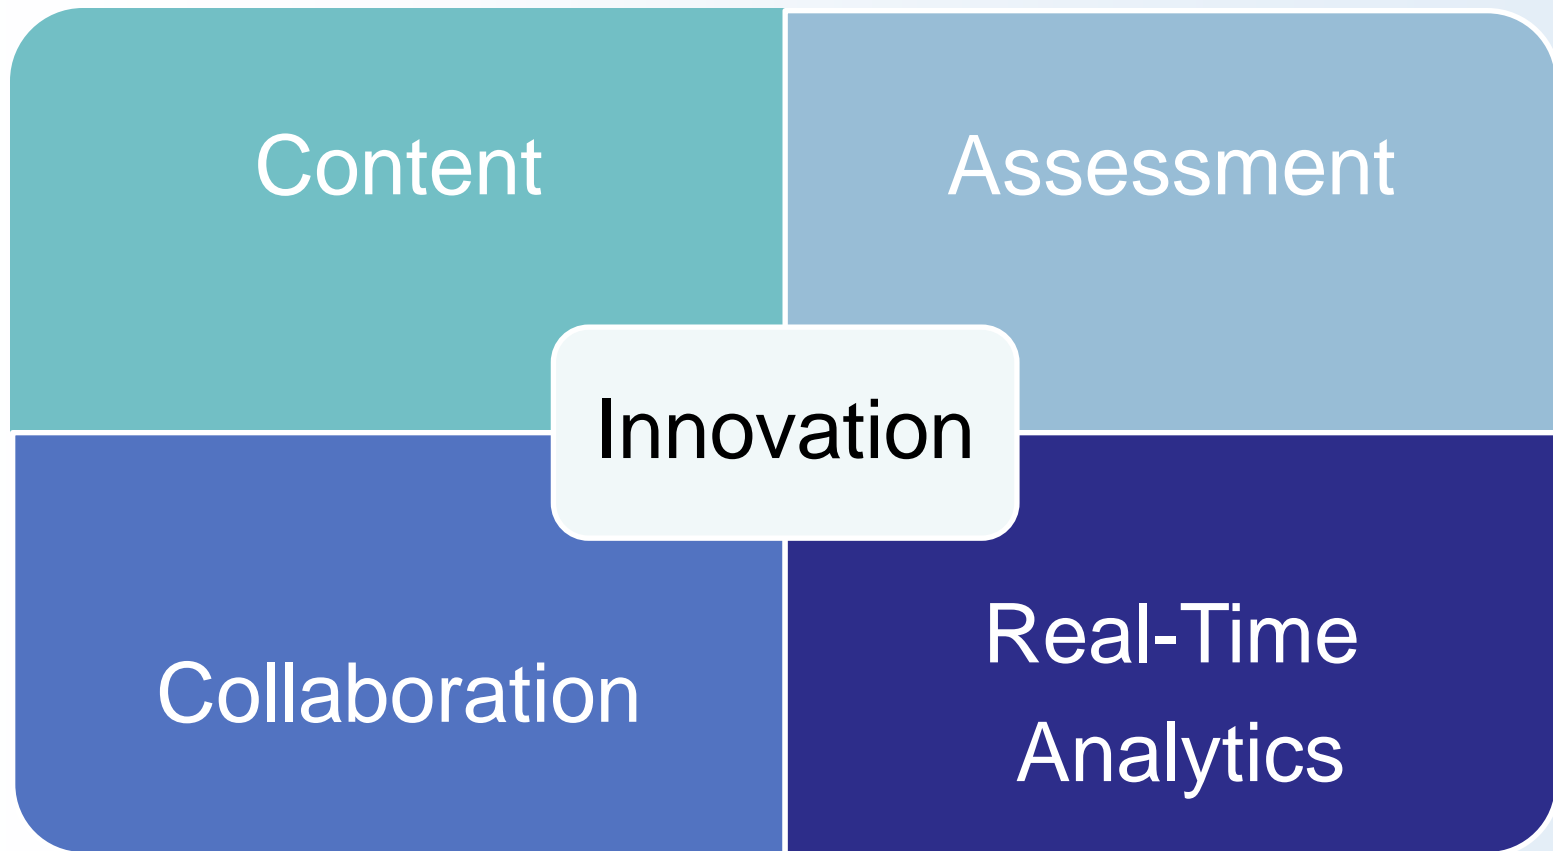 Content
Assessment
Innovation
Collaboration
Real-Time
Analytics